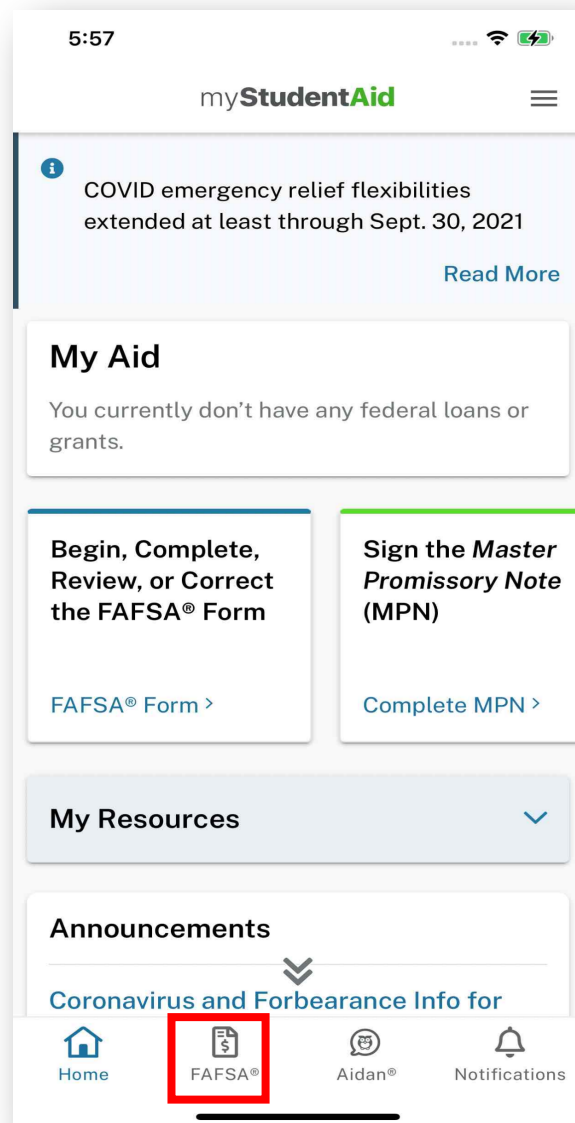 5:57
myStudentAid
COVID emergency relief flexibilities
extended at least through Sept. 30, 2021
Read More
My Aid
You currently don't have any federal loans or
grants.
Begin, Complete,
Review, or Correct
the FAFSA® Form
FAFSA® Form >
Sign the Master
Promissory Note
(MPN)
Complete MPN >
My Resources
Announcements
Coronavirus and Forbearance Info for
Home
FAFSA®
Aidan®
Notifications